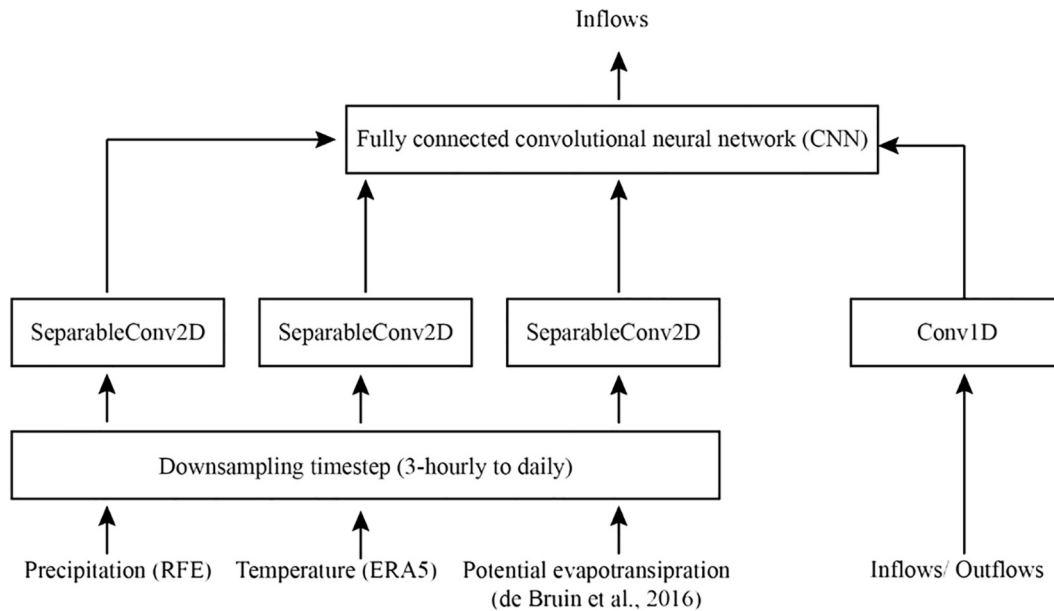 Inflows
Fully connected convolutional neural network (CNN)
SeparableConv2D
SeparableConv2D
SeparableConv2D
Conv1D
Downsampling timestep (3-hourly to daily)
Precipitation (RFE)
Temperature (ERA5)
Potential evapotransipration
(de Bruin et al., 2016)
Inflows/ Outflows